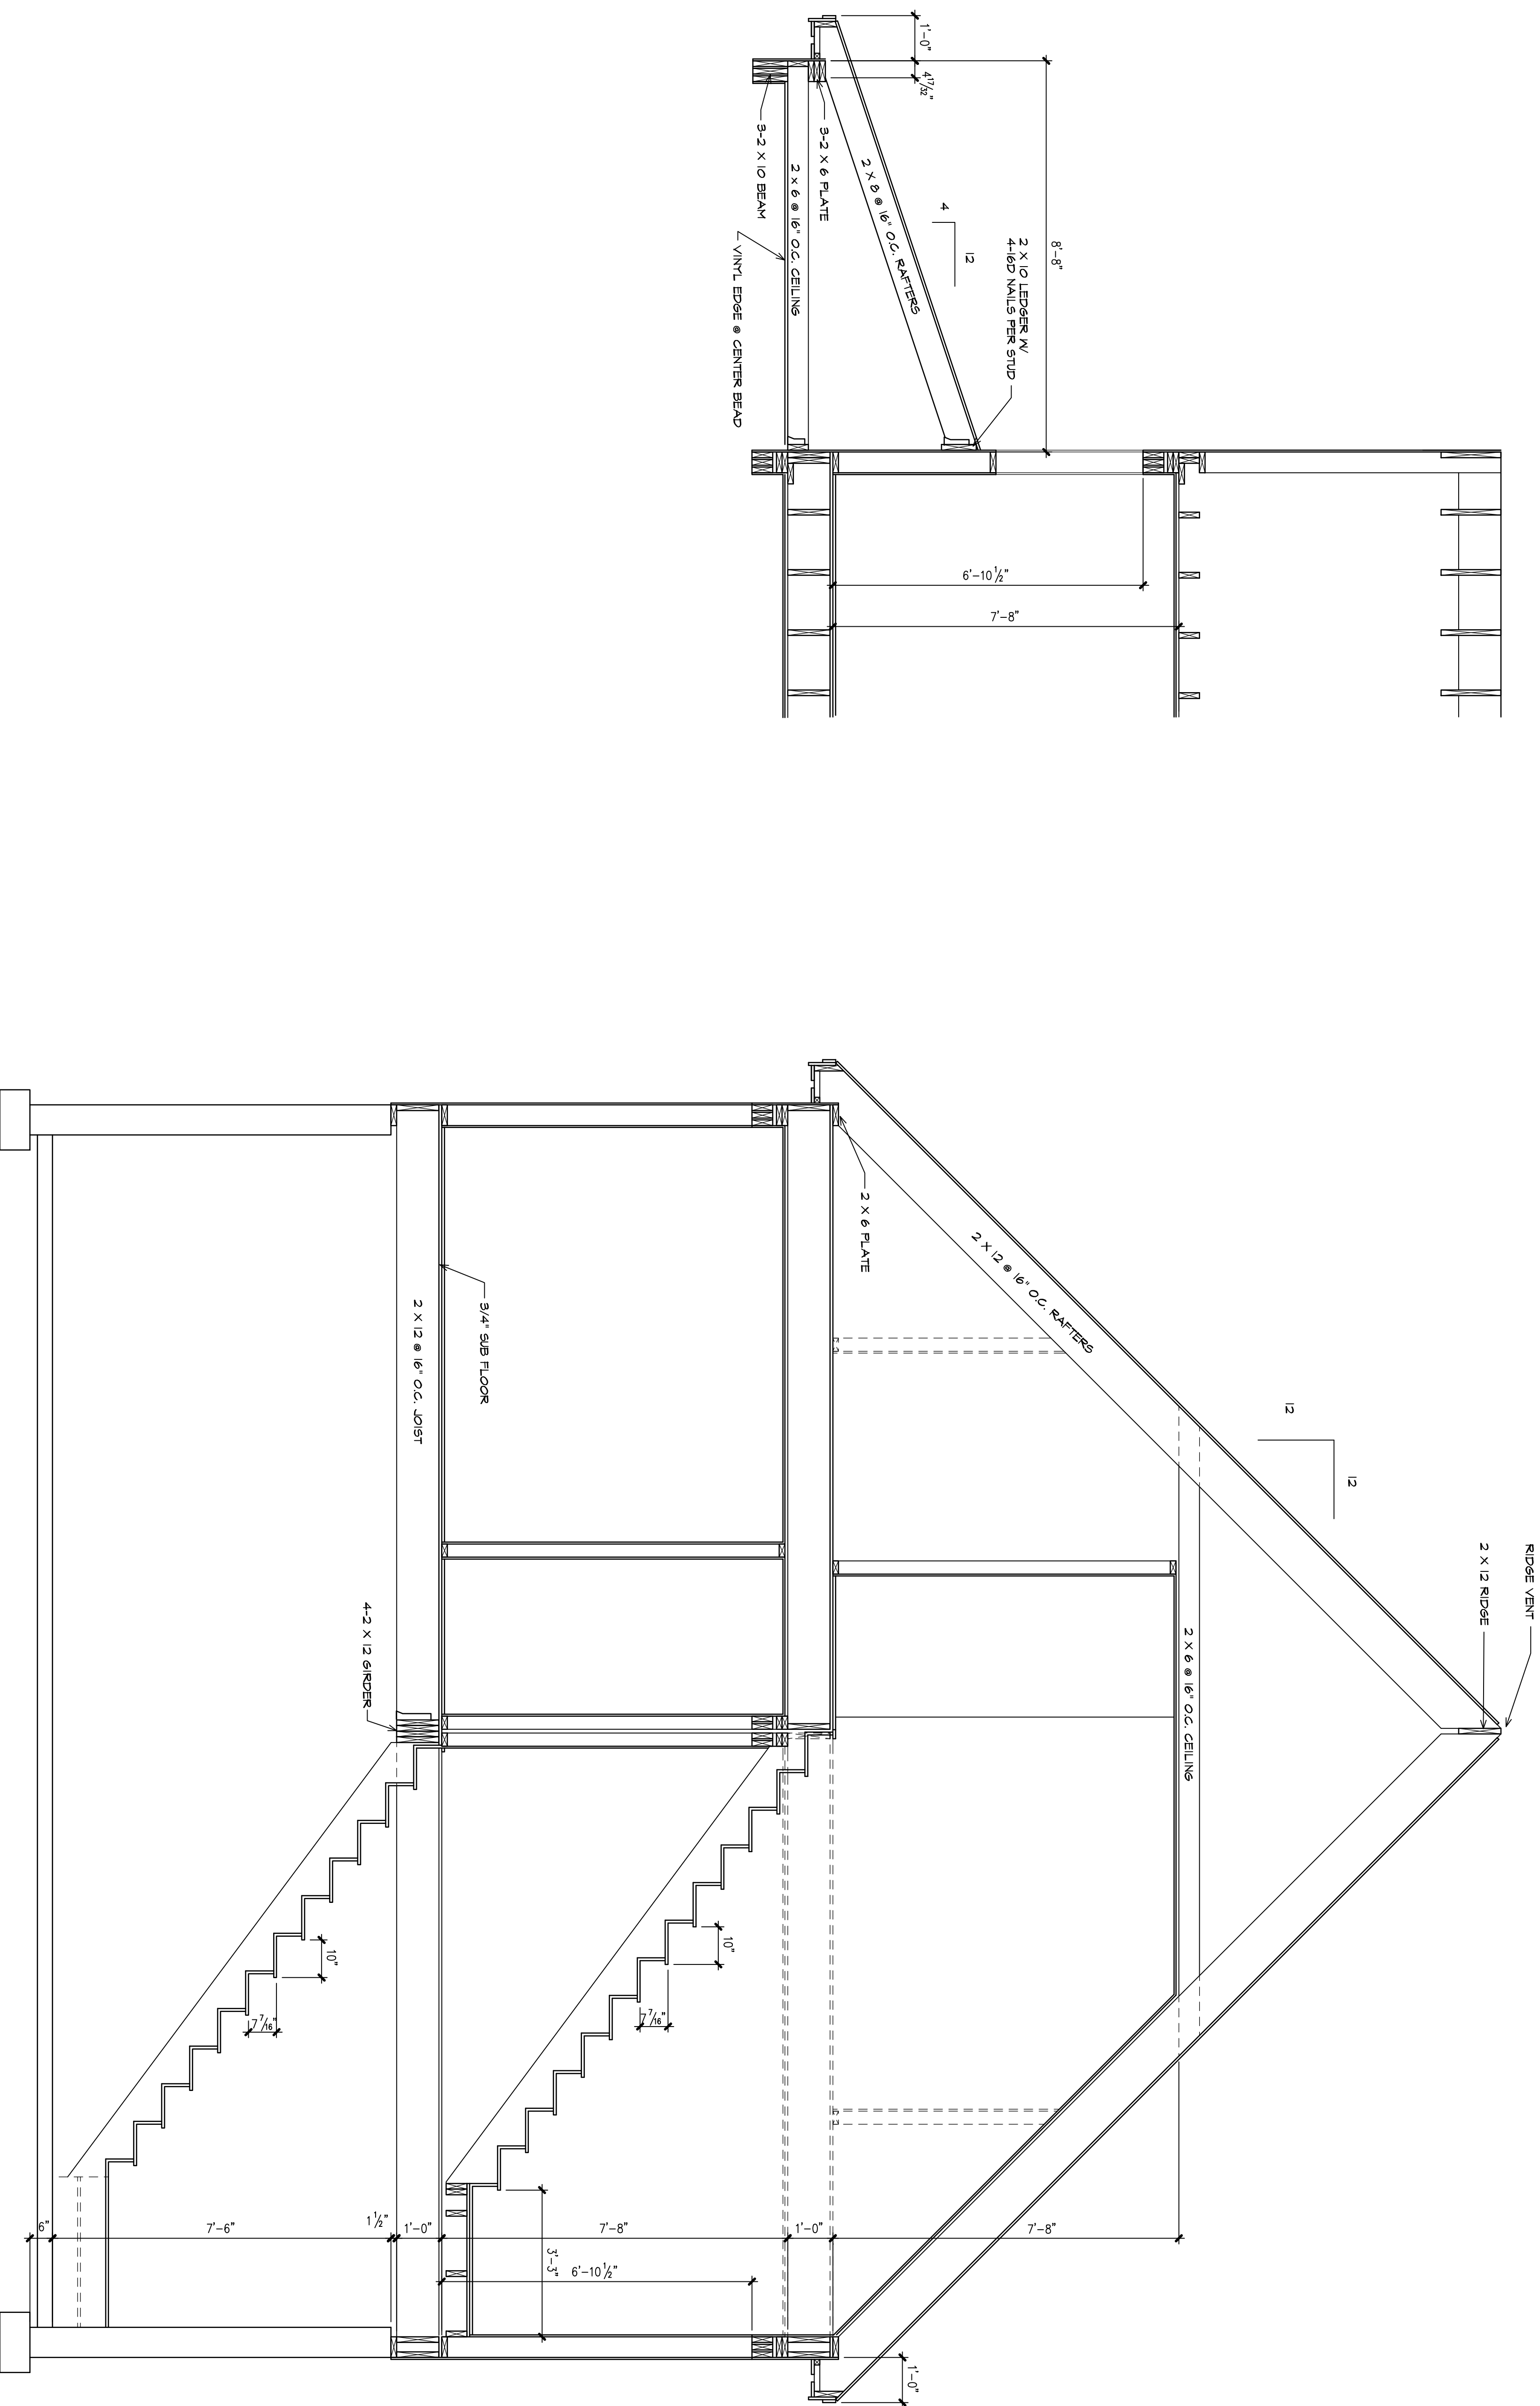 1'-0"
4 17/32"
8'-8"
3-2 X 6 PLATE
3-2 X 10 BEAM
2 x 6 @ 16" O.C. CEILING
VINYL EDGE @ CENTER BEAD
2 X 8 @ 16" O.C. RAFTERS
4
12
2 X 10 LEDGER W/
4-16D NAILS PER STUD
6'-10 1/2"
7'-8"
RIDGE VENT
2 X 12 RIDGE
12
12
2 X 12 @ 16" O.C. RAFTERS
2 X 6 PLATE
2 X 6 @ 16" O.C. CEILING
3/4" SUB FLOOR
2 X 12 @ 16" O.C. JOIST
4-2 X 12 GIRDER
10"
7 7/16"
10"
7 7/16"
6"
7'-6"
1 1/2"
1'-0"
7'-8"
1'-0"
7'-8"
3'-3"
6'-10 1/2"
1'-0"